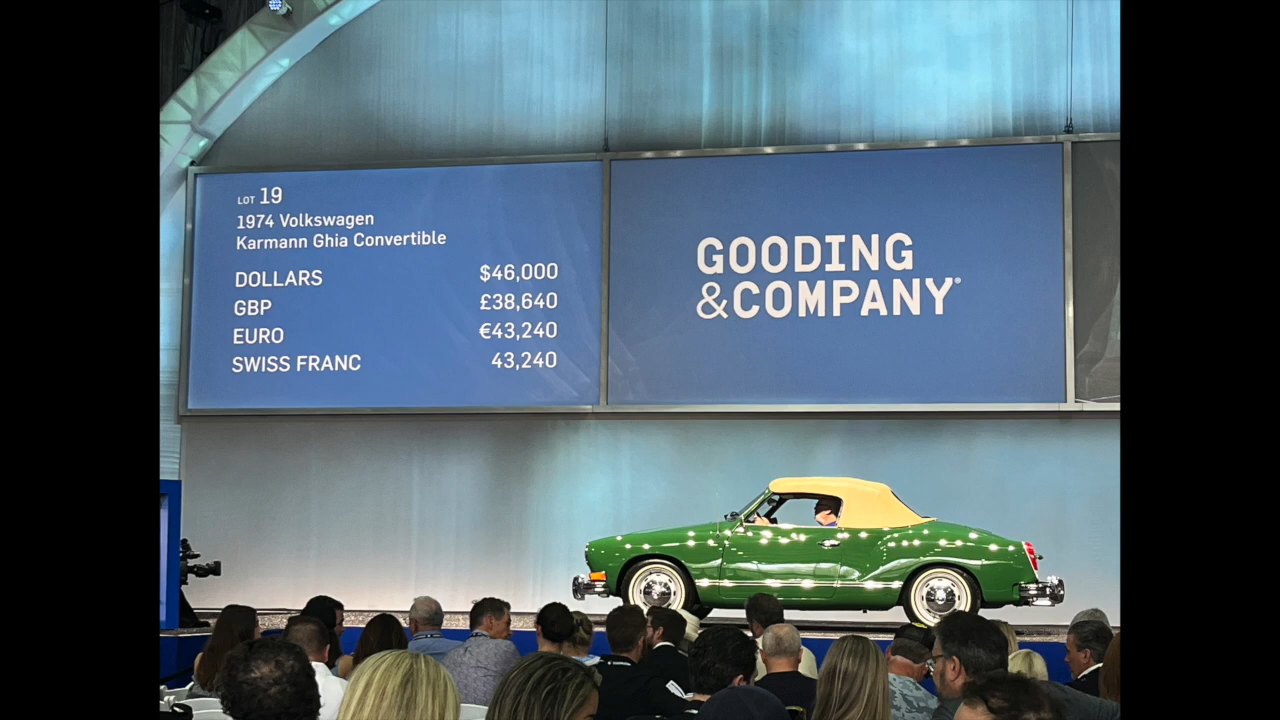 LOT 19
1974 Volkswagen
Karmann Ghia Convertible
DOLLARS $46,000
GBP £38,640
EURO €43,240
SWISS FRANC 43,240
GOODING
&COMPANY®